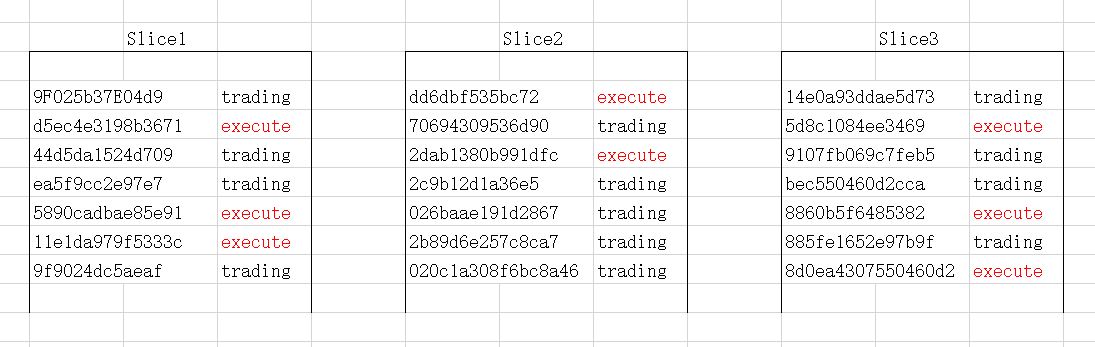 Slice1 Slice2 Slice3
9F025b37E04d9 trading dd6dbf535bc72 execute 14e0a93ddae5d73 trading
d5ec4e3198b3671 execute 70694309536d90 trading 5d8c1084ee3469 execute
44d5da1524d709 trading 2dab1380b991dfc execute 9107fb069c7feb5 trading
ea5f9cc2e97e7 trading 2c9b12d1a36e5 trading bec550460d2cca trading
5890cadbae85e91 execute 026baae191d2867 trading 8860b5f6485382 execute
11e1da979f5333c execute 2b89d6e257c8ca7 trading 885fe1652e97b9f trading
9f9024dc5aeaf trading 020c1a308f6bc8a46 trading 8d0ea4307550460d2 execute